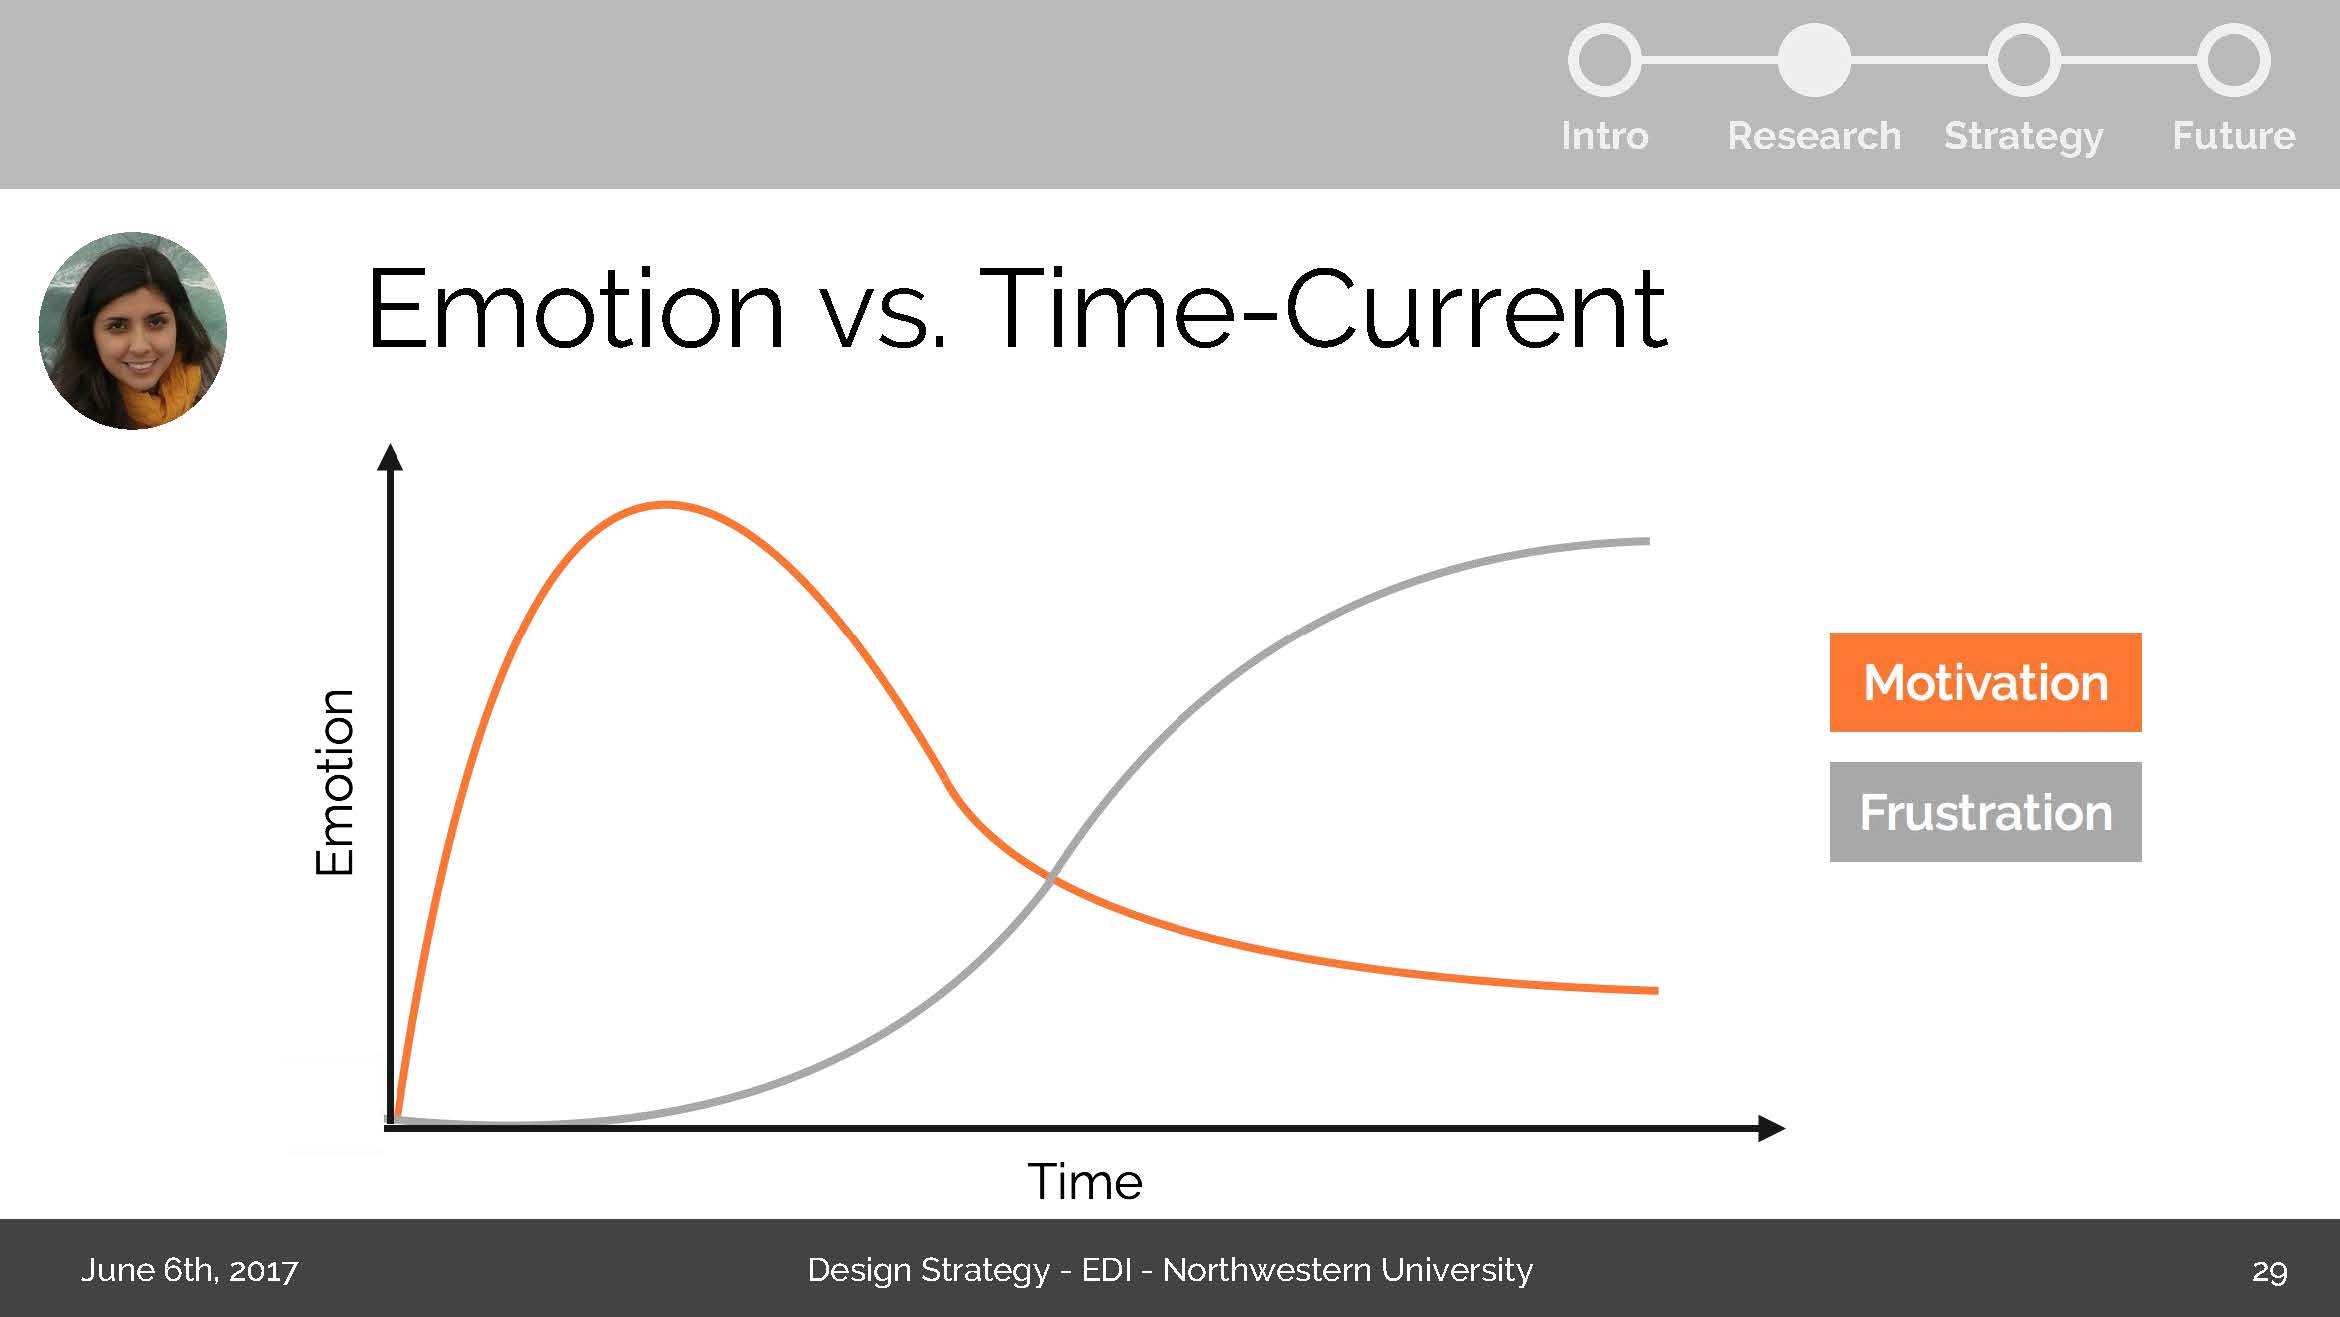 Intro
Research
Strategy
Future
Emotion vs. Time-Current
Emotion
Motivation
Frustration
Time
June 6th, 2017
Design Strategy - EDI - Northwestern University
29